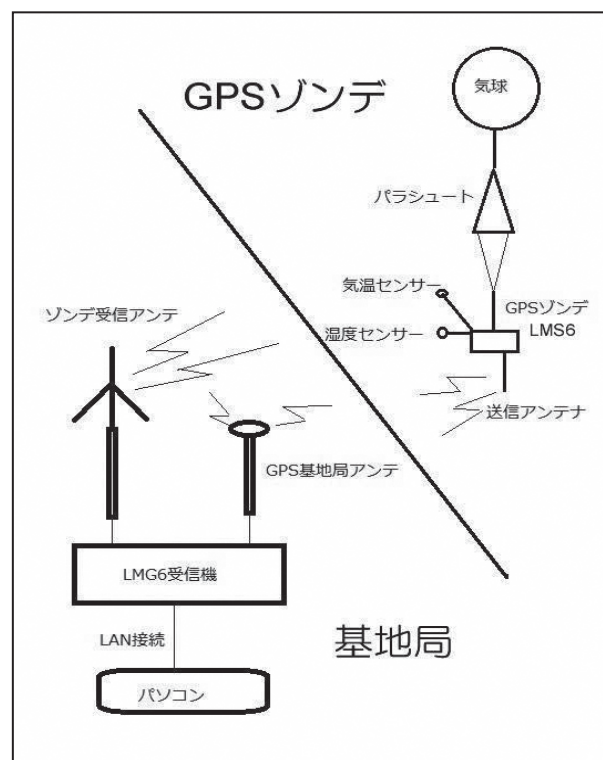 GPSゾンデ
気球
パラシュート
気温センサー
GPSゾンデ
LMS6
湿度センサー
送信アンテナ
ゾンデ受信アンテ
GPS基地局アンテ
LMG6受信機
LAN接続
基地局
パソコン